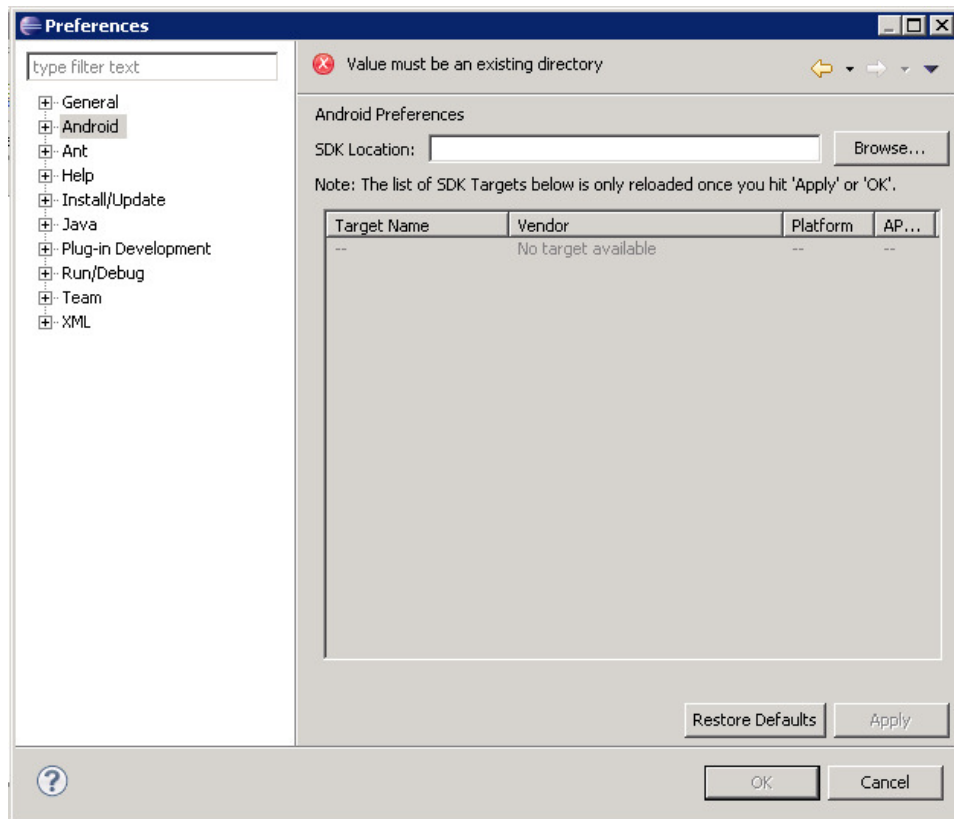 Preferences
type filter text
General
Android
Ant
Help
Install/Update
Java
Plug-in Development
Run/Debug
Team
XML
Value must be an existing directory
Android Preferences
SDK Location: Browse...
Note: The list of SDK Targets below is only reloaded once you hit 'Apply' or 'OK'.
Target Name Vendor Platform AP...
-- No target available -- --
Restore Defaults Apply
? OK Cancel